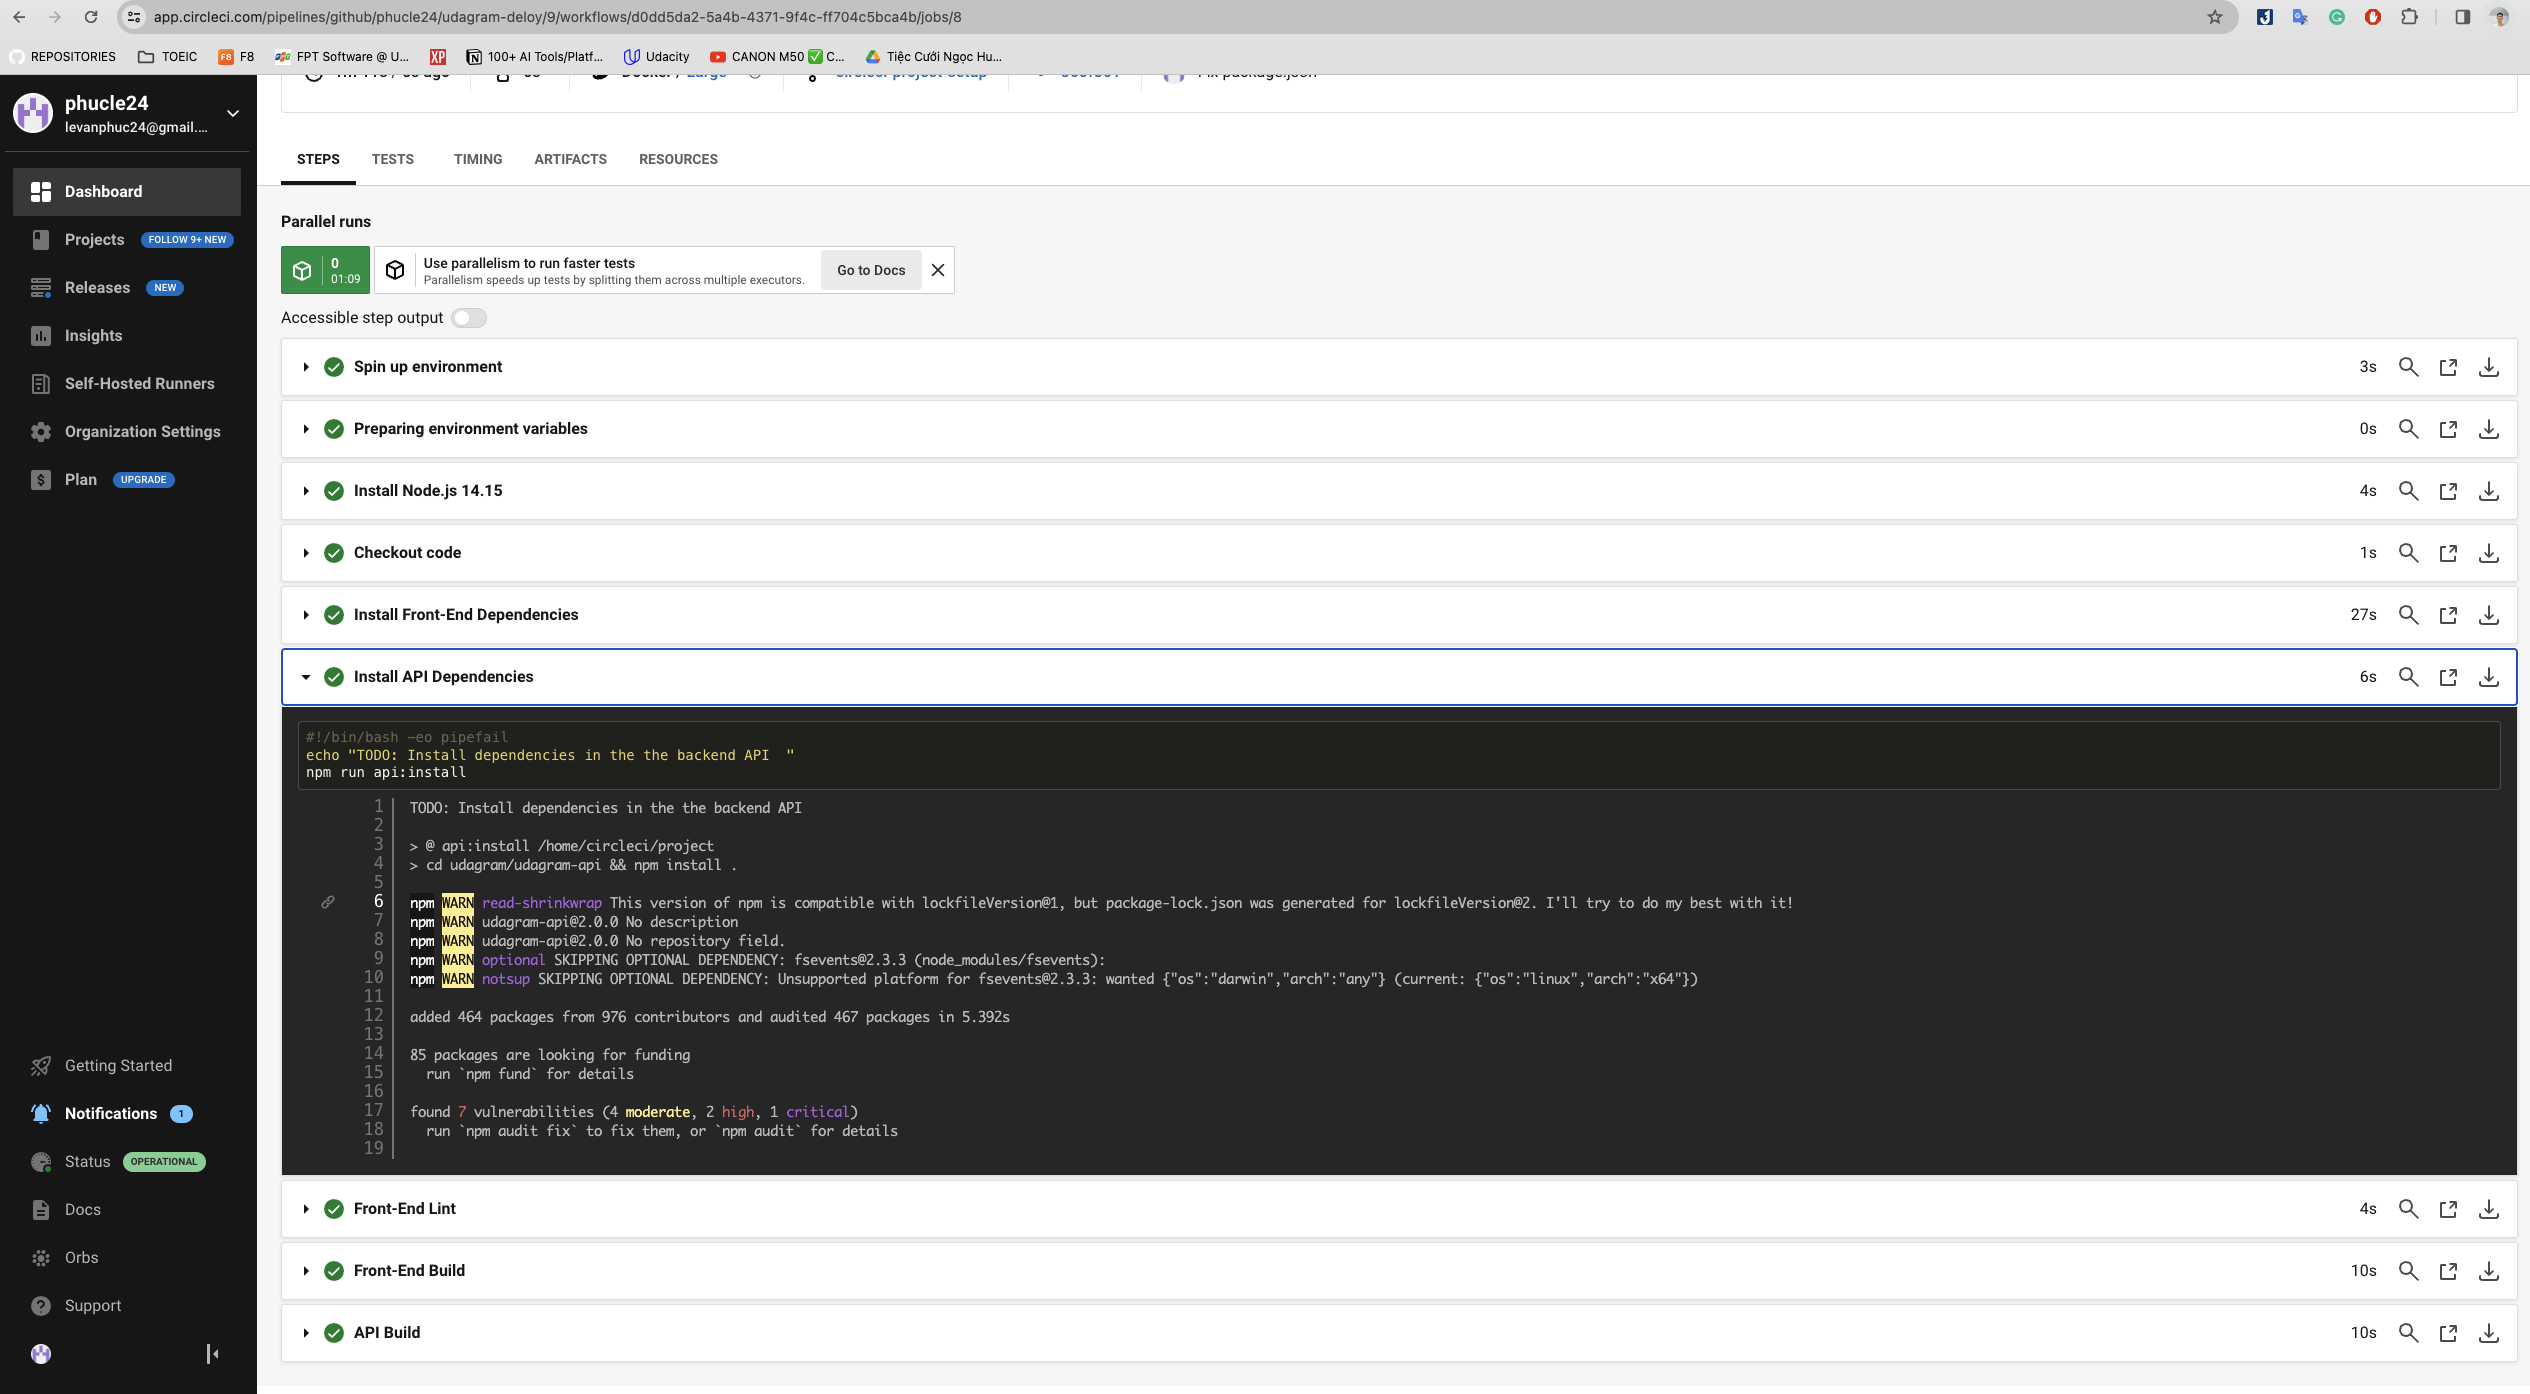 app.circleci.com/pipelines/github/phucle24/udagram-deloy/9/workflows/d0dd5da2-5a4b-4371-9f4c-ff704c5bca4b/jobs/8
REPOSITORIES
TOEIC
F8 F8
FPT Software @ U...
XP
100+ AI Tools/Platf...
Udacity
CANON M50 ✅ C...
Tiệc Cưới Ngọc Hu...
phucle24
levanphuc24@gmail....
Dashboard
Projects FOLLOW 9+ NEW
Releases NEW
Insights
Self-Hosted Runners
Organization Settings
Plan UPGRADE
Getting Started
Notifications 1
Status OPERATIONAL
Docs
Orbs
Support
STEPS TESTS TIMING ARTIFACTS RESOURCES
Parallel runs
0
01:09
Use parallelism to run faster tests
Parallelism speeds up tests by splitting them across multiple executors.
Go to Docs
Accessible step output
Spin up environment 3s
Preparing environment variables 0s
Install Node.js 14.15 4s
Checkout code 1s
Install Front-End Dependencies 27s
Install API Dependencies 6s
#!/bin/bash -eo pipefail
echo "TODO: Install dependencies in the the backend API  "
npm run api:install
1 TODO: Install dependencies in the the backend API
2
3 > @ api:install /home/circleci/project
4 > cd udagram/udagram-api && npm install .
5
6 npm WARN read-shrinkwrap This version of npm is compatible with lockfileVersion@1, but package-lock.json was generated for lockfileVersion@2. I'll try to do my best with it!
7 npm WARN udagram-api@2.0.0 No description
8 npm WARN udagram-api@2.0.0 No repository field.
9 npm WARN optional SKIPPING OPTIONAL DEPENDENCY: fsevents@2.3.3 (node_modules/fsevents):
10 npm WARN notsup SKIPPING OPTIONAL DEPENDENCY: Unsupported platform for fsevents@2.3.3: wanted {"os":"darwin","arch":"any"} (current: {"os":"linux","arch":"x64"})
11
12 added 464 packages from 976 contributors and audited 467 packages in 5.392s
13
14 85 packages are looking for funding
15   run `npm fund` for details
16
17 found 7 vulnerabilities (4 moderate, 2 high, 1 critical)
18   run `npm audit fix` to fix them, or `npm audit` for details
19
Front-End Lint 4s
Front-End Build 10s
API Build 10s